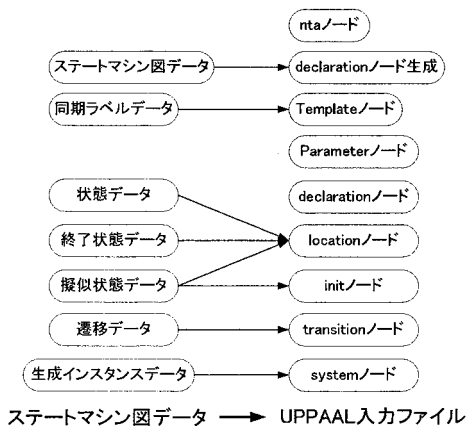 ntaノード
ステートマシン図データ
declarationノード生成
同期ラベルデータ
Templateノード
Parameterノード
状態データ
declarationノード
終了状態データ
locationノード
擬似状態データ
initノード
遷移データ
transitionノード
生成インスタンスデータ
systemノード
ステートマシン図データ → UPPAAL入力ファイル